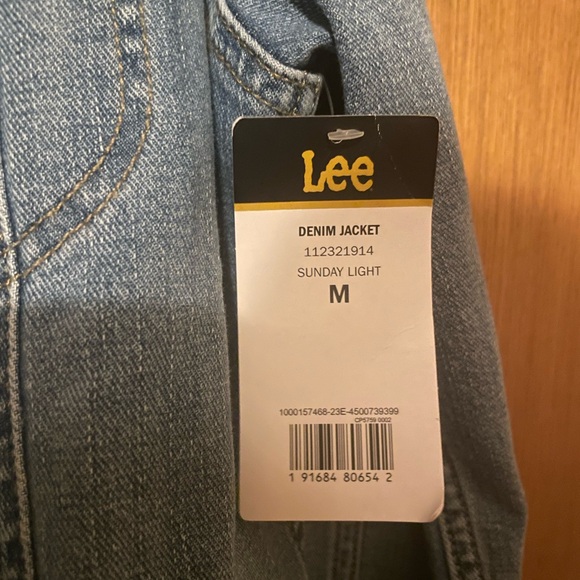 Lee
DENIM JACKET
112321914
SUNDAY LIGHT
M
1000157468-23E-4500739399
CP5759 0002
1 91684 80654 2